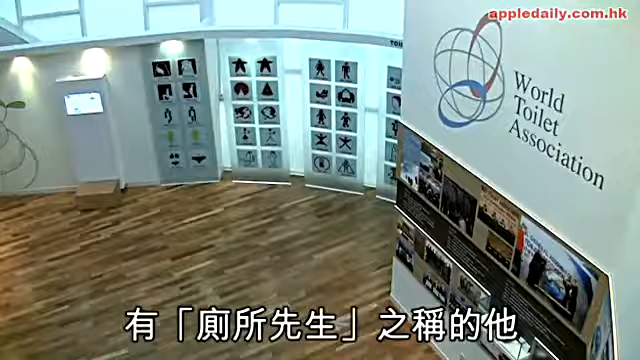 appledaily.com.hk
World
Toilet
Association
有「廁所先生」之稱的他